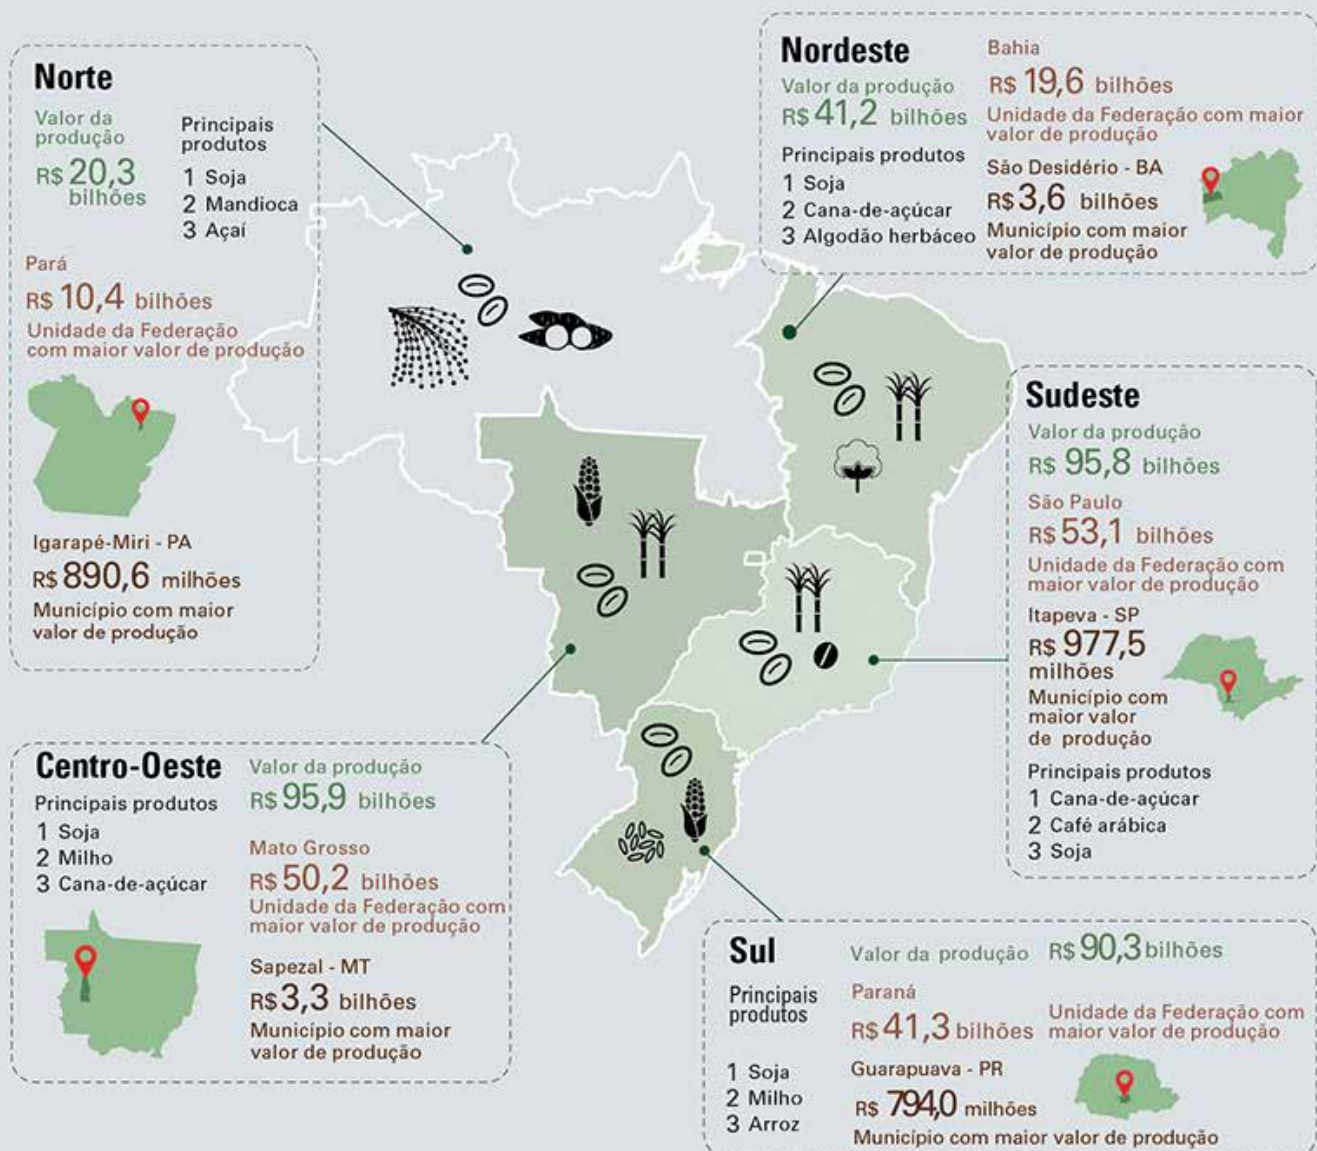 Norte
Valor da
produção
R$ 20,3
bilhões
Principais
produtos
1 Soja
2 Mandioca
3 Açaí
Pará
R$ 10,4 bilhões
Unidade da Federação
com maior valor de produção
Igarapé-Miri - PA
R$ 890,6 milhões
Município com maior
valor de produção
Nordeste
Valor da produção
R$ 41,2 bilhões
Principais produtos
1 Soja
2 Cana-de-açúcar
3 Algodão herbáceo
Bahia
R$ 19,6 bilhões
Unidade da Federação com maior
valor de produção
São Desidério - BA
R$ 3,6 bilhões
Município com maior
valor de produção
Sudeste
Valor da produção
R$ 95,8 bilhões
São Paulo
R$ 53,1 bilhões
Unidade da Federação com
maior valor de produção
Itapeva - SP
R$ 977,5
milhões
Município com
maior valor
de produção
Principais produtos
1 Cana-de-açúcar
2 Café arábica
3 Soja
Centro-Oeste
Principais produtos
1 Soja
2 Milho
3 Cana-de-açúcar
Valor da produção
R$ 95,9 bilhões
Mato Grosso
R$ 50,2 bilhões
Unidade da Federação com
maior valor de produção
Sapezal - MT
R$ 3,3 bilhões
Município com maior
valor de produção
Sul
Valor da produção R$ 90,3 bilhões
Principais
produtos
1 Soja
2 Milho
3 Arroz
Paraná
R$ 41,3 bilhões
Unidade da Federação com
maior valor de produção
Guarapuava - PR
R$ 794,0 milhões
Município com maior valor de produção